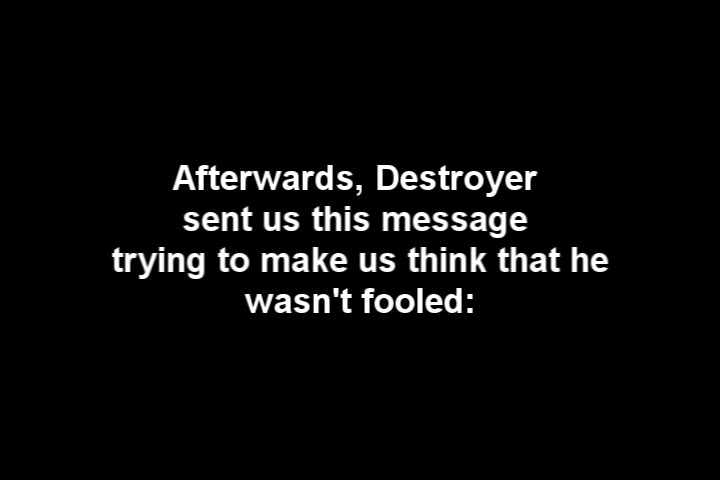 Afterwards, Destroyer
sent us this message
trying to make us think that he
wasn't fooled: